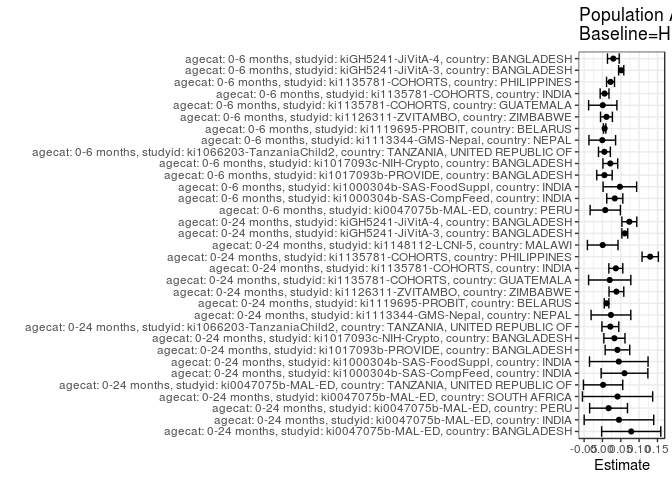 Population A
Baseline=H
agecat: 0-6 months, studyid: kiGH5241-JiVitA-4, country: BANGLADESH
agecat: 0-6 months, studyid: kiGH5241-JiVitA-3, country: BANGLADESH
agecat: 0-6 months, studyid: ki1135781-COHORTS, country: PHILIPPINES
agecat: 0-6 months, studyid: ki1135781-COHORTS, country: INDIA
agecat: 0-6 months, studyid: ki1135781-COHORTS, country: GUATEMALA
agecat: 0-6 months, studyid: ki1126311-ZVITAMBO, country: ZIMBABWE
agecat: 0-6 months, studyid: ki1119695-PROBIT, country: BELARUS
agecat: 0-6 months, studyid: ki1113344-GMS-Nepal, country: NEPAL
agecat: 0-6 months, studyid: ki1066203-TanzaniaChild2, country: TANZANIA, UNITED REPUBLIC OF
agecat: 0-6 months, studyid: ki1017093c-NIH-Crypto, country: BANGLADESH
agecat: 0-6 months, studyid: ki1017093b-PROVIDE, country: BANGLADESH
agecat: 0-6 months, studyid: ki1000304b-SAS-FoodSuppl, country: INDIA
agecat: 0-6 months, studyid: ki1000304b-SAS-CompFeed, country: INDIA
agecat: 0-6 months, studyid: ki0047075b-MAL-ED, country: PERU
agecat: 0-24 months, studyid: kiGH5241-JiVitA-4, country: BANGLADESH
agecat: 0-24 months, studyid: kiGH5241-JiVitA-3, country: BANGLADESH
agecat: 0-24 months, studyid: ki1148112-LCNI-5, country: MALAWI
agecat: 0-24 months, studyid: ki1135781-COHORTS, country: PHILIPPINES
agecat: 0-24 months, studyid: ki1135781-COHORTS, country: INDIA
agecat: 0-24 months, studyid: ki1135781-COHORTS, country: GUATEMALA
agecat: 0-24 months, studyid: ki1126311-ZVITAMBO, country: ZIMBABWE
agecat: 0-24 months, studyid: ki1119695-PROBIT, country: BELARUS
agecat: 0-24 months, studyid: ki1113344-GMS-Nepal, country: NEPAL
agecat: 0-24 months, studyid: ki1066203-TanzaniaChild2, country: TANZANIA, UNITED REPUBLIC OF
agecat: 0-24 months, studyid: ki1017093c-NIH-Crypto, country: BANGLADESH
agecat: 0-24 months, studyid: ki1017093b-PROVIDE, country: BANGLADESH
agecat: 0-24 months, studyid: ki1000304b-SAS-FoodSuppl, country: INDIA
agecat: 0-24 months, studyid: ki1000304b-SAS-CompFeed, country: INDIA
agecat: 0-24 months, studyid: ki0047075b-MAL-ED, country: TANZANIA, UNITED REPUBLIC OF
agecat: 0-24 months, studyid: ki0047075b-MAL-ED, country: SOUTH AFRICA
agecat: 0-24 months, studyid: ki0047075b-MAL-ED, country: PERU
agecat: 0-24 months, studyid: ki0047075b-MAL-ED, country: INDIA
agecat: 0-24 months, studyid: ki0047075b-MAL-ED, country: BANGLADESH
-0.05 0.00 0.05 0.10 0.15
Estimate